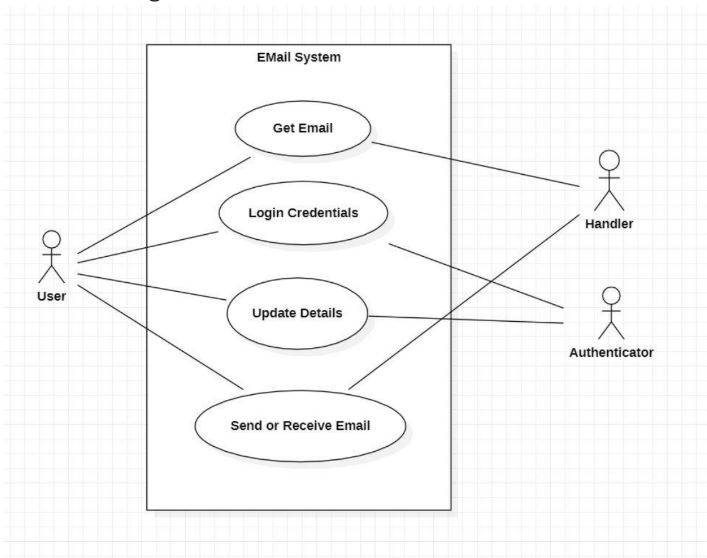 EMail System
Get Email
Login Credentials
Handler
User
Update Details
Authenticator
Send or Receive Email